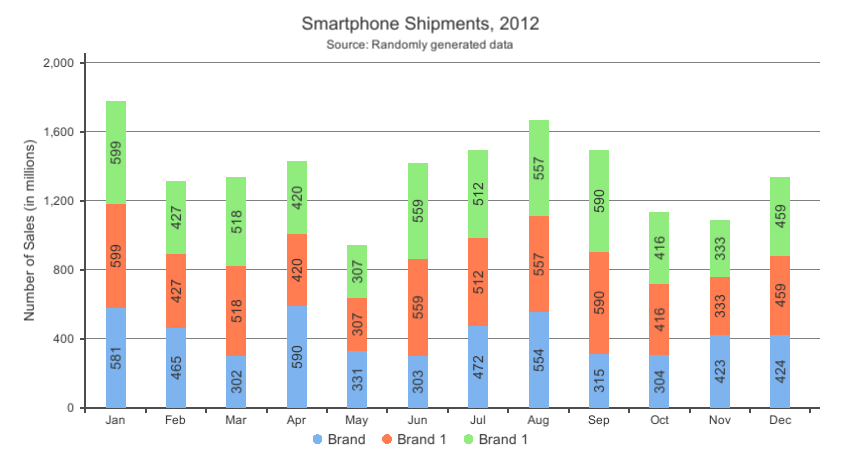 Smartphone Shipments, 2012
Source: Randomly generated data
Number of Sales (in millions)
2,000
1,600
1,200
800
400
0
599 427 518 420 307 559 512 557 590 416 333 459
599 427 518 420 307 559 512 557 590 416 333 459
581 465 302 590 331 303 472 554 315 304 423 424
Jan Feb Mar Apr May Jun Jul Aug Sep Oct Nov Dec
Brand Brand 1 Brand 1